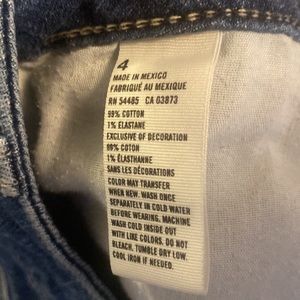 4
MADE IN MEXICO
FABRIQUÉ AU MEXIQUE
RN 54485 CA 03873
99% COTTON
1% ELASTANE
EXCLUSIVE OF DECORATION
99% COTON
1% ÉLASTHANNE
SANS LES DÉCORATIONS
COLOR MAY TRANSFER
WHEN NEW. WASH ONCE
SEPARATELY IN COLD WATER
BEFORE WEARING. MACHINE
WASH COLD INSIDE OUT
WITH LIKE COLORS. DO NOT
BLEACH. TUMBLE DRY LOW.
COOL IRON IF NEEDED.